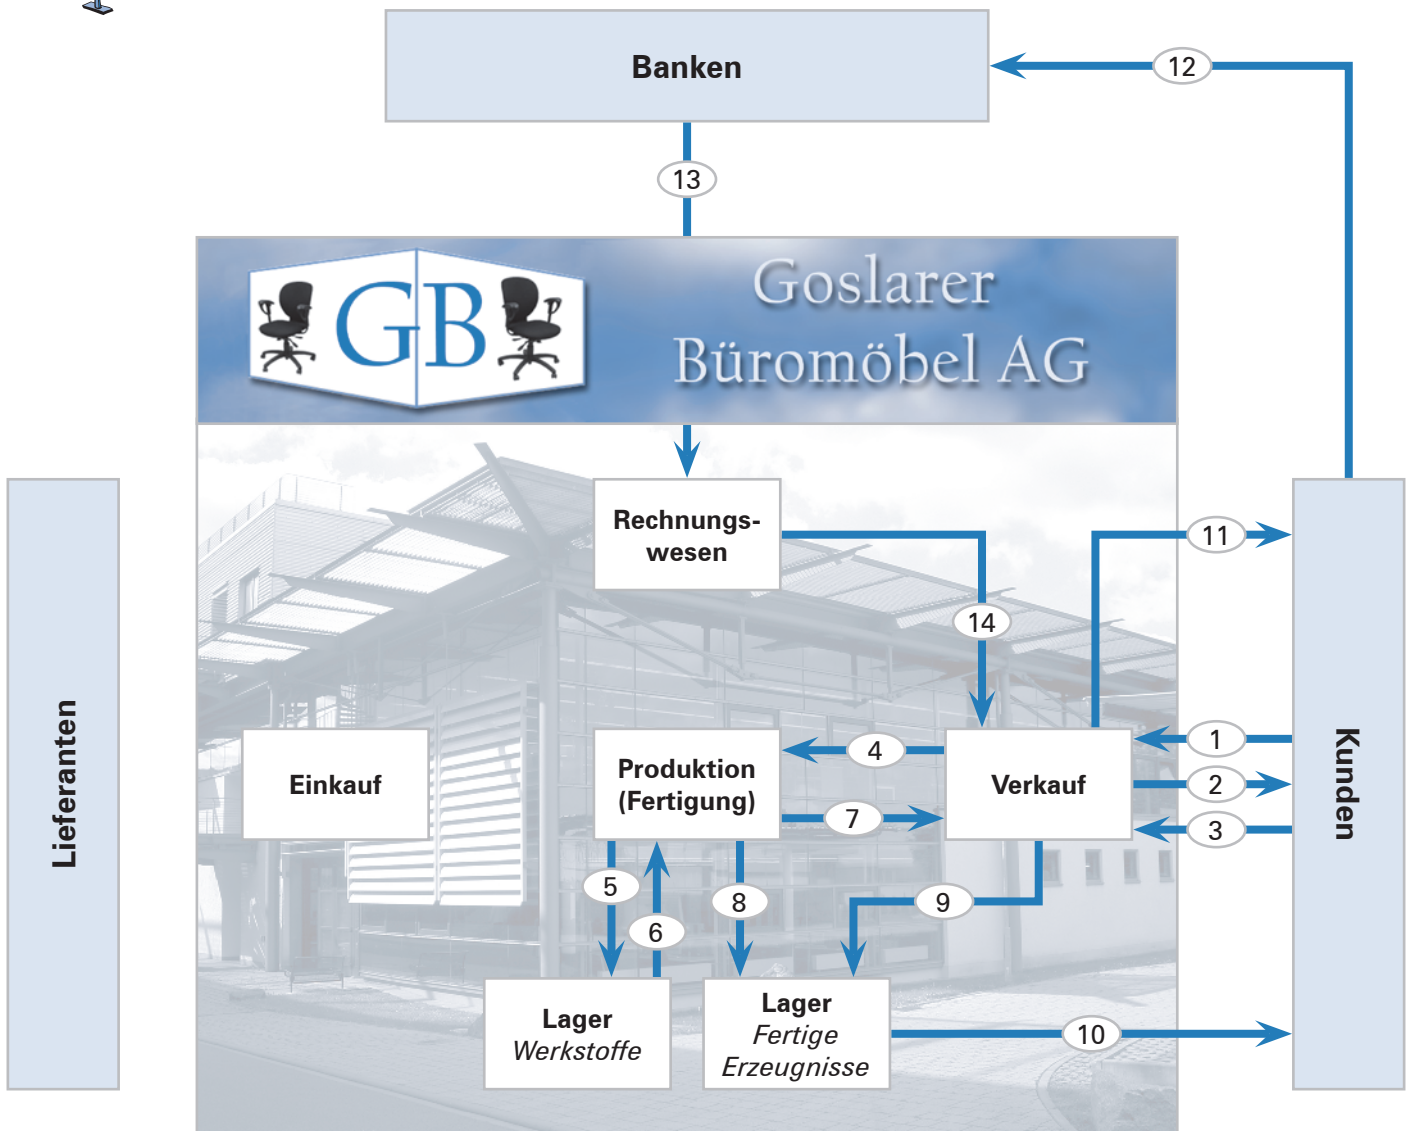 Banken
12
13
GB
Goslarer
Büromöbel AG
Rechnungs-
wesen
11
14
Lieferanten
Einkauf
Produktion
(Fertigung)
4
7
Verkauf
1
2
3
Kunden
5
6
8
9
Lager
Werkstoffe
Lager
Fertige
Erzeugnisse
10